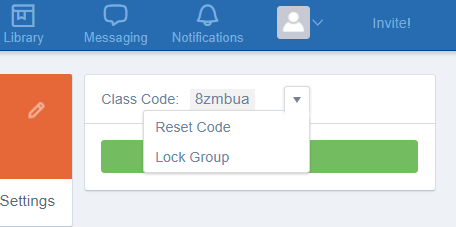 Library Messaging Notifications Invite!
Class Code: 8zmbua
Reset Code
Lock Group
Settings